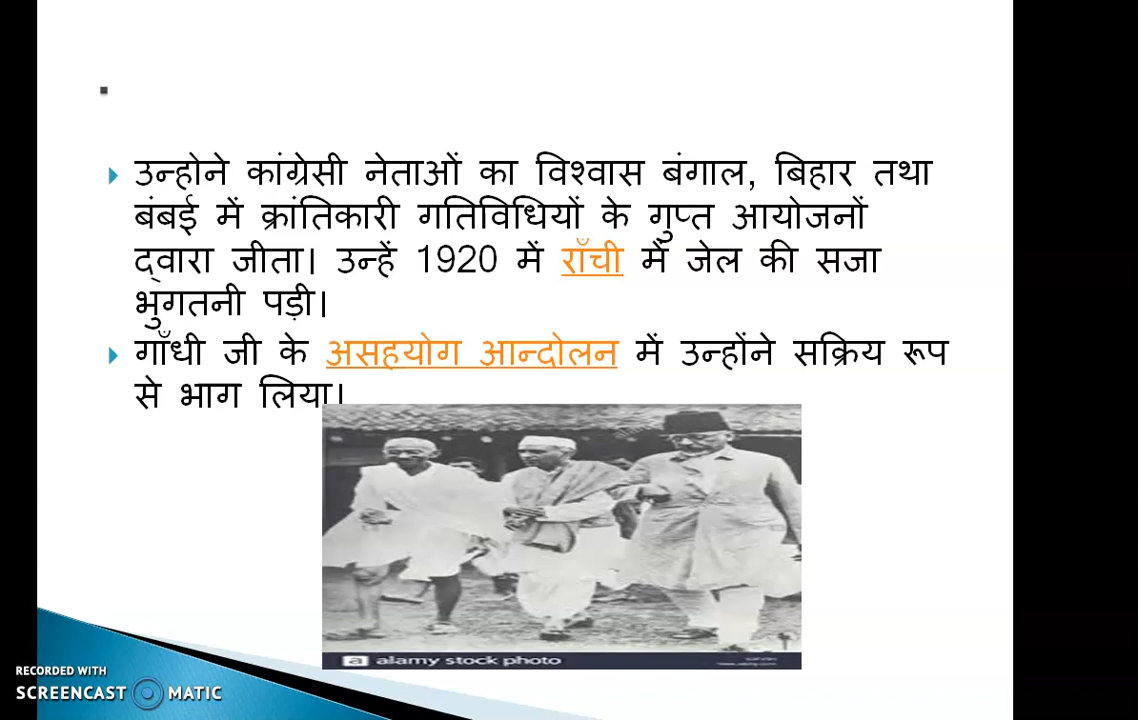 उन्होने कांग्रेसी नेताओं का विश्वास बंगाल, बिहार तथा
बंबई में क्रांतिकारी गतिविधियों के गुप्त आयोजनों
द्वारा जीता। उन्हें 1920 में राँची में जेल की सजा
भुगतनी पड़ी।
गाँधी जी के असहयोग आन्दोलन में उन्होंने सक्रिय रूप
से भाग लिया।
a alamy stock photo
RECORDED WITH
SCREENCAST MATIC